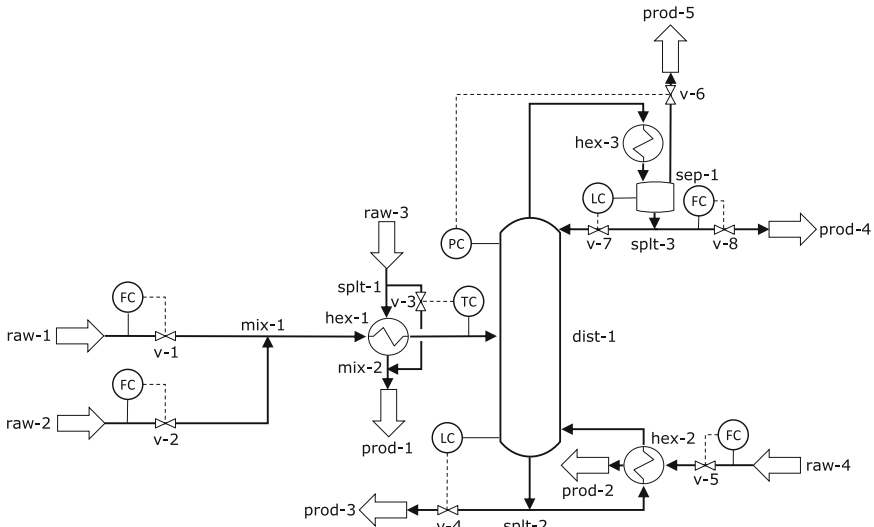 prod-5
v-6
hex-3
sep-1
LC
FC
raw-3
PC
v-7
splt-3
v-8
prod-4
splt-1
v-3
TC
FC
hex-1
mix-1
raw-1
v-1
dist-1
mix-2
FC
raw-2
v-2
prod-1
LC
hex-2
FC
raw-4
v-5
prod-2
prod-3
v-4
splt-2